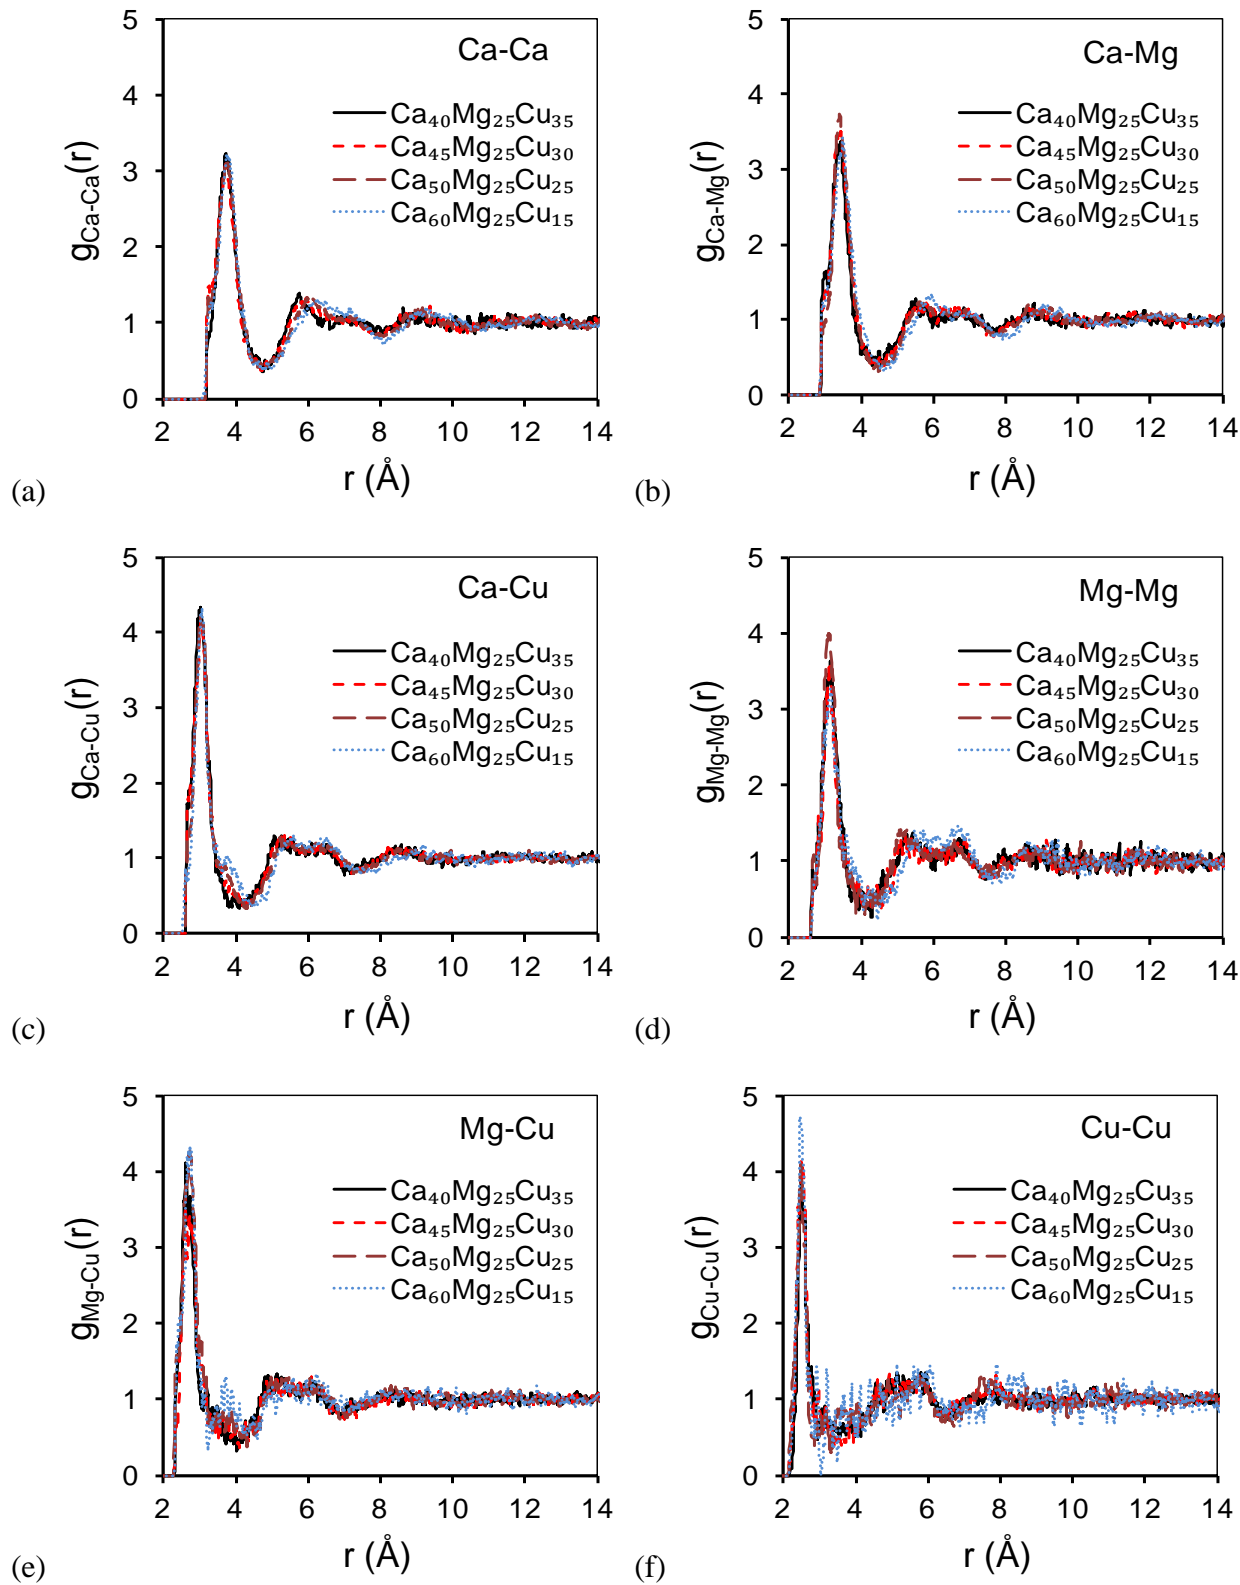 5
4
3
2
1
0
2 4 6 8 10 12 14
g_Ca-Ca(r)
Ca-Ca
Ca₄₀Mg₂₅Cu₃₅
Ca₄₅Mg₂₅Cu₃₀
Ca₅₀Mg₂₅Cu₂₅
Ca₆₀Mg₂₅Cu₁₅
r (Å)
(a)
5
4
3
2
1
0
2 4 6 8 10 12 14
g_Ca-Mg(r)
Ca-Mg
Ca₄₀Mg₂₅Cu₃₅
Ca₄₅Mg₂₅Cu₃₀
Ca₅₀Mg₂₅Cu₂₅
Ca₆₀Mg₂₅Cu₁₅
r (Å)
(b)
5
4
3
2
1
0
2 4 6 8 10 12 14
g_Ca-Cu(r)
Ca-Cu
Ca₄₀Mg₂₅Cu₃₅
Ca₄₅Mg₂₅Cu₃₀
Ca₅₀Mg₂₅Cu₂₅
Ca₆₀Mg₂₅Cu₁₅
r (Å)
(c)
5
4
3
2
1
0
2 4 6 8 10 12 14
g_Mg-Mg(r)
Mg-Mg
Ca₄₀Mg₂₅Cu₃₅
Ca₄₅Mg₂₅Cu₃₀
Ca₅₀Mg₂₅Cu₂₅
Ca₆₀Mg₂₅Cu₁₅
r (Å)
(d)
5
4
3
2
1
0
2 4 6 8 10 12 14
g_Mg-Cu(r)
Mg-Cu
Ca₄₀Mg₂₅Cu₃₅
Ca₄₅Mg₂₅Cu₃₀
Ca₅₀Mg₂₅Cu₂₅
Ca₆₀Mg₂₅Cu₁₅
r (Å)
(e)
5
4
3
2
1
0
2 4 6 8 10 12 14
g_Cu-Cu(r)
Cu-Cu
Ca₄₀Mg₂₅Cu₃₅
Ca₄₅Mg₂₅Cu₃₀
Ca₅₀Mg₂₅Cu₂₅
Ca₆₀Mg₂₅Cu₁₅
r (Å)
(f)